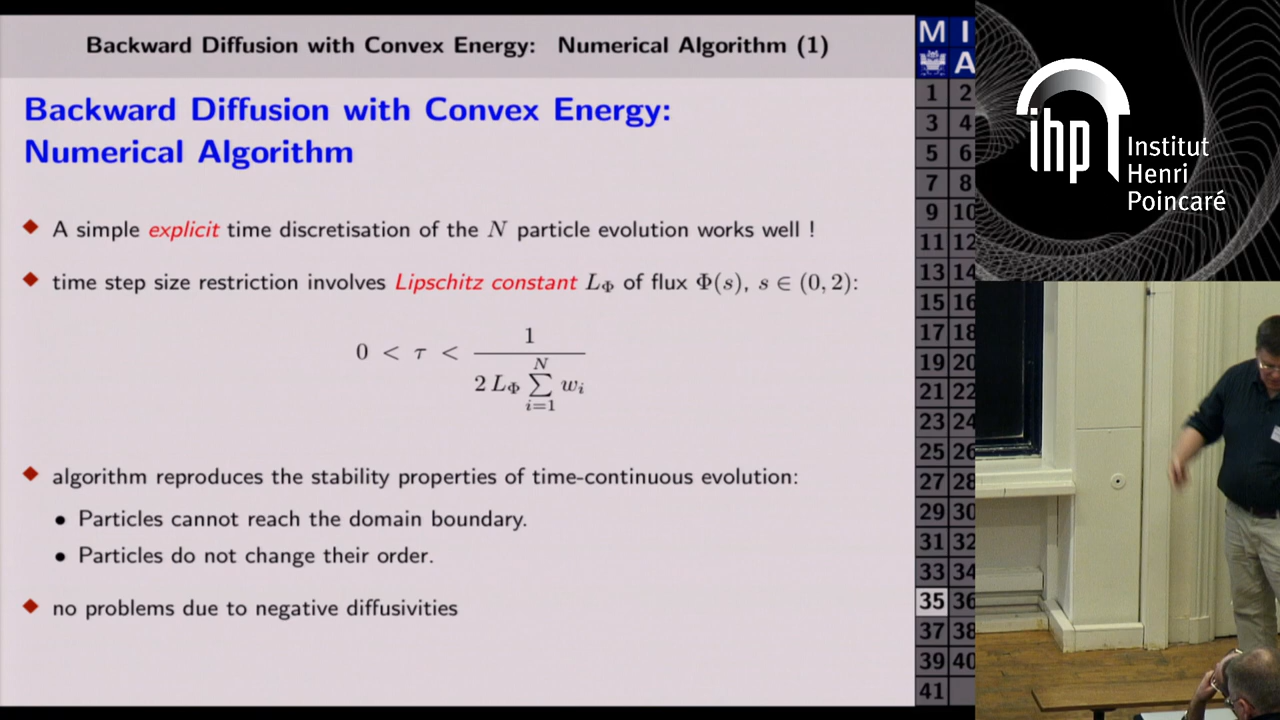 Backward Diffusion with Convex Energy: Numerical Algorithm (1)
Backward Diffusion with Convex Energy:
Numerical Algorithm
A simple explicit time discretisation of the N particle evolution works well !
time step size restriction involves Lipschitz constant L_Φ of flux Φ(s), s ∈ (0, 2):
0 < τ < 1 / (2 L_Φ ∑_{i=1}^{N} w_i)
algorithm reproduces the stability properties of time-continuous evolution:
• Particles cannot reach the domain boundary.
• Particles do not change their order.
no problems due to negative diffusivities
M I
A
1 2
3 4
5 6
7 8
9 10
11 12
13 14
15 16
17 18
19 20
21 22
23 24
25 26
27 28
29 30
31 32
33 34
35 36
37 38
39 40
41
ihp
Institut
Henri
Poincaré